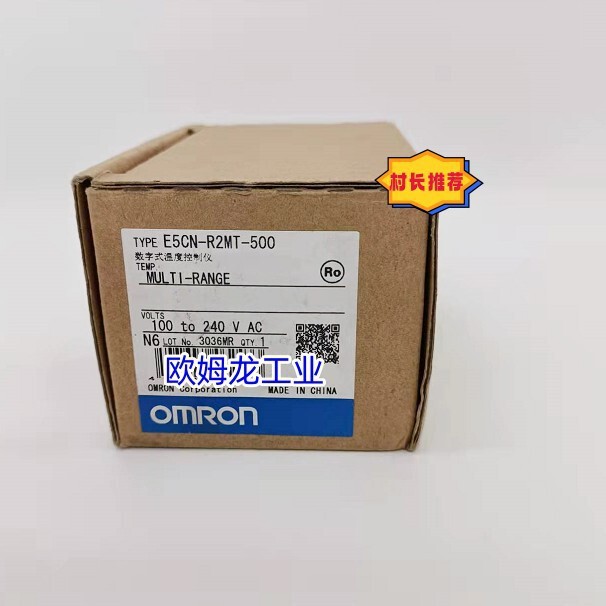 村长推荐
TYPE E5CN-R2MT-500
数字式温度控制仪
TEMP.
MULTI-RANGE
Ro
VOLTS
100 to 240 V AC
N6 LOT No. 3036MR QTY 1
欧姆龙工业
OMRON Corporation MADE IN CHINA
OMRON